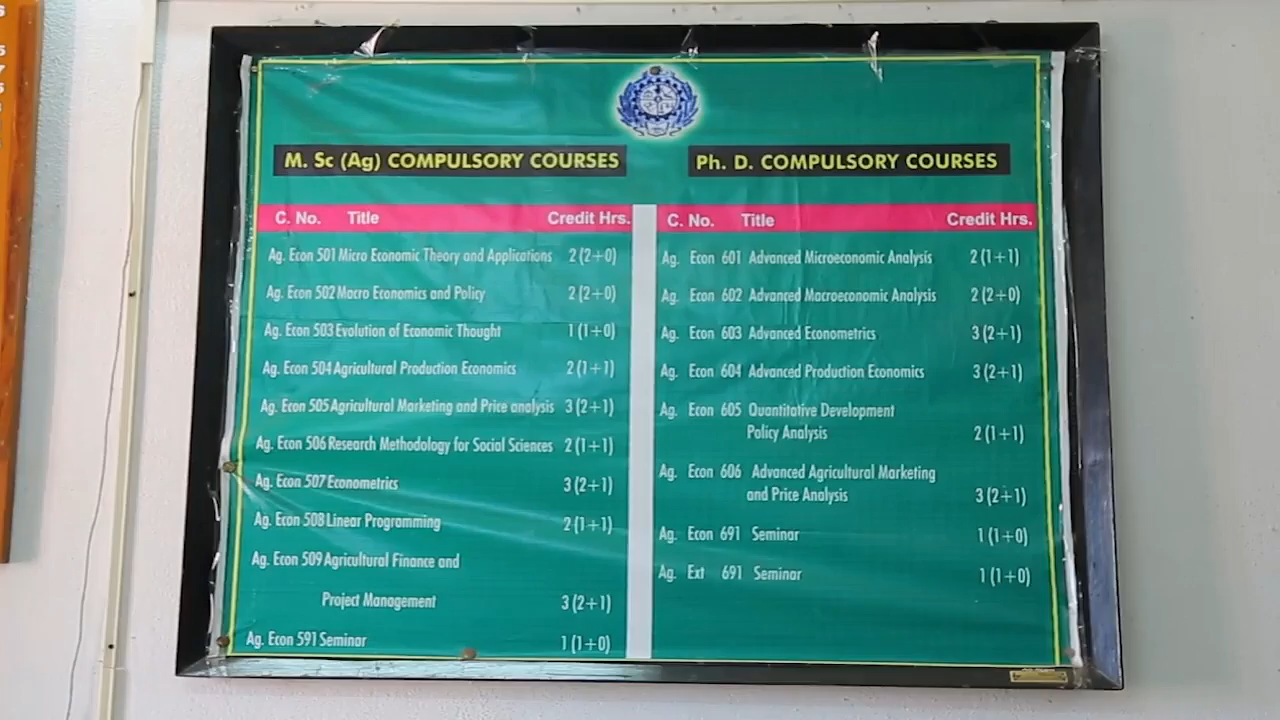 M. Sc (Ag) COMPULSORY COURSES
C. No. Title Credit Hrs.
Ag. Econ 501 Micro Economic Theory and Applications 2 (2+0)
Ag. Econ 502 Macro Economics and Policy 2 (2+0)
Ag. Econ 503 Evolution of Economic Thought 1 (1+0)
Ag. Econ 504 Agricultural Production Economics 2 (1+1)
Ag. Econ 505 Agricultural Marketing and Price analysis 3 (2+1)
Ag. Econ 506 Research Methodology for Social Sciences 2 (1+1)
Ag. Econ 507 Econometrics 3 (2+1)
Ag. Econ 508 Linear Programming 2 (1+1)
Ag. Econ 509 Agricultural Finance and
Project Management 3 (2+1)
Ag. Econ 591 Seminar 1 (1+0)
Ph. D. COMPULSORY COURSES
C. No. Title Credit Hrs.
Ag. Econ 601 Advanced Microeconomic Analysis 2 (1+1)
Ag. Econ 602 Advanced Macroeconomic Analysis 2 (2+0)
Ag. Econ 603 Advanced Econometrics 3 (2+1)
Ag. Econ 604 Advanced Production Economics 3 (2+1)
Ag. Econ 605 Quantitative Development
Policy Analysis 2 (1+1)
Ag. Econ 606 Advanced Agricultural Marketing
and Price Analysis 3 (2+1)
Ag. Econ 691 Seminar 1 (1+0)
Ag. Ext 691 Seminar 1 (1+0)